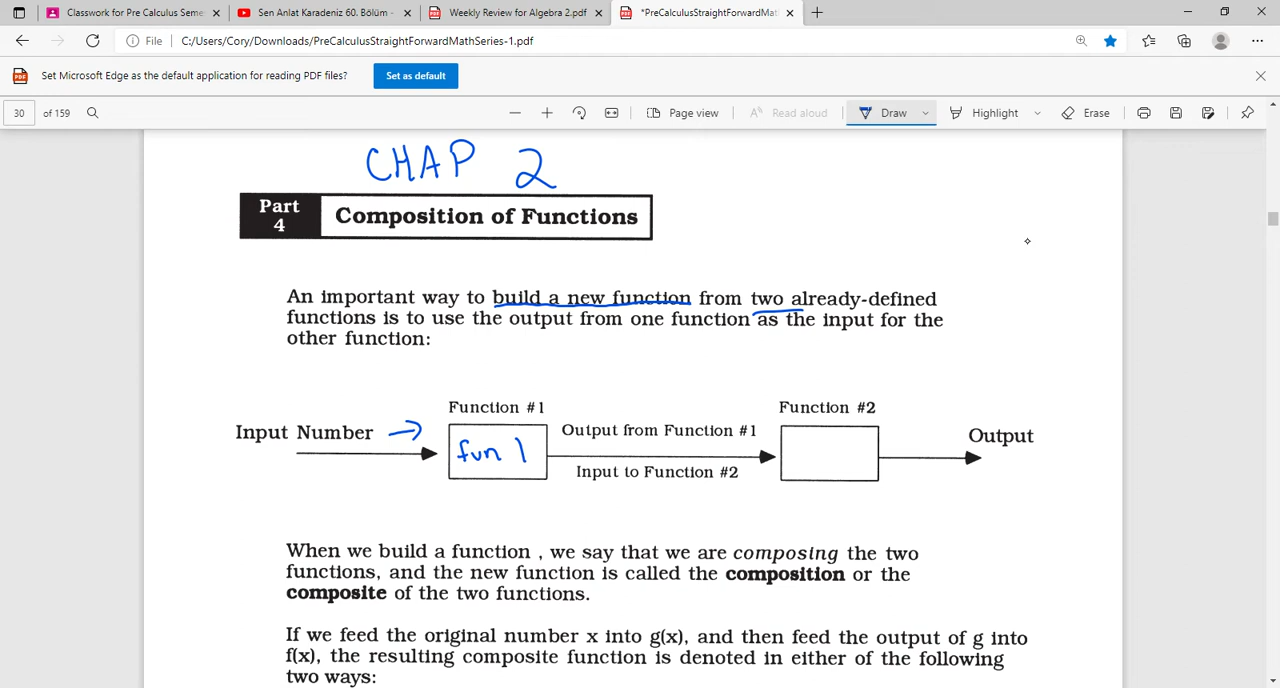 Classwork for Pre Calculus Seme
Sen Anlat Karadeniz 60. Bölüm -
Weekly Review for Algebra 2.pdf
*PreCalculusStraightForwardMat
File
C:/Users/Cory/Downloads/PreCalculusStraightForwardMathSeries-1.pdf
Set Microsoft Edge as the default application for reading PDF files?
Set as default
30 of 159
Page view
Read aloud
Draw
Highlight
Erase
CHAP 2
Part 4
Composition of Functions
An important way to build a new function from two already-defined
functions is to use the output from one function as the input for the
other function:
Function #1
Function #2
Input Number
Output from Function #1
Output
fun 1
Input to Function #2
When we build a function , we say that we are composing the two
functions, and the new function is called the composition or the
composite of the two functions.
If we feed the original number x into g(x), and then feed the output of g into
f(x), the resulting composite function is denoted in either of the following
two ways: